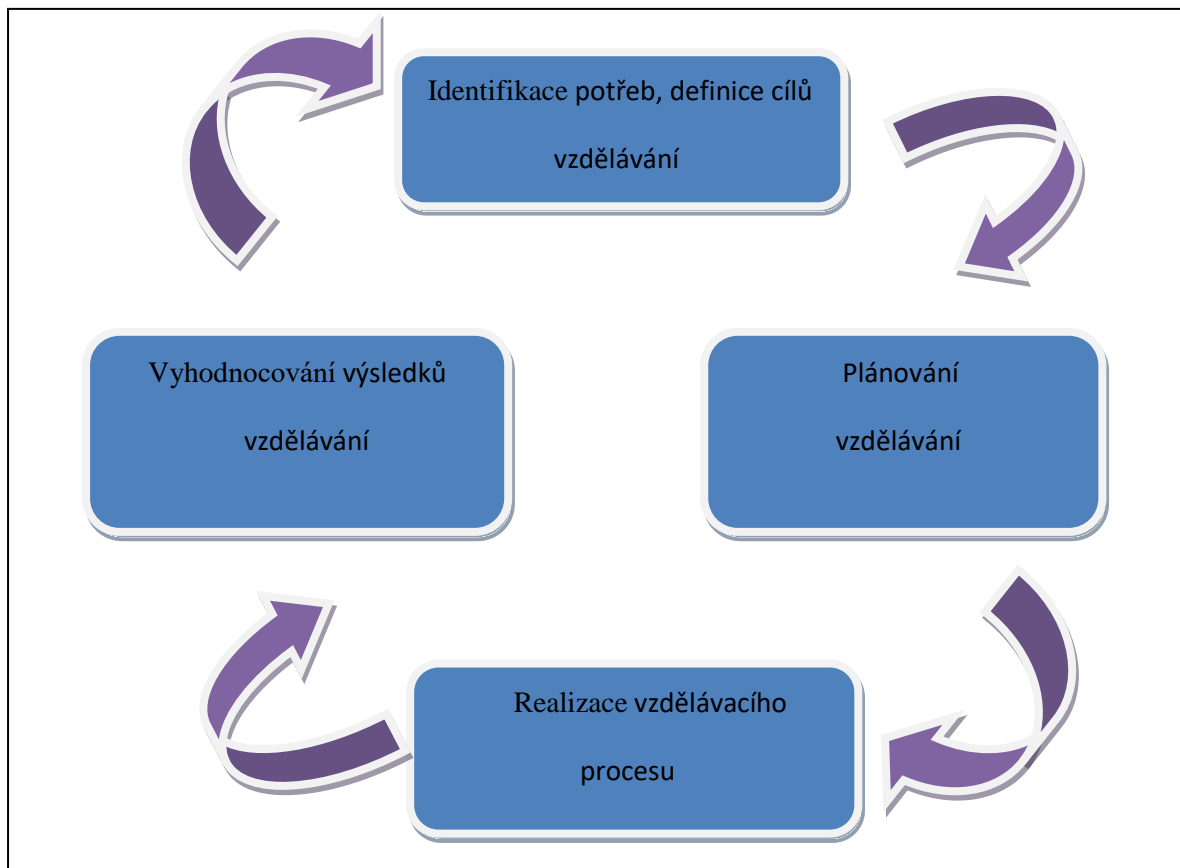 Identifikace potřeb, definice cílů
vzdělávání
Vyhodnocování výsledků
vzdělávání
Plánování
vzdělávání
Realizace vzdělávacího
procesu